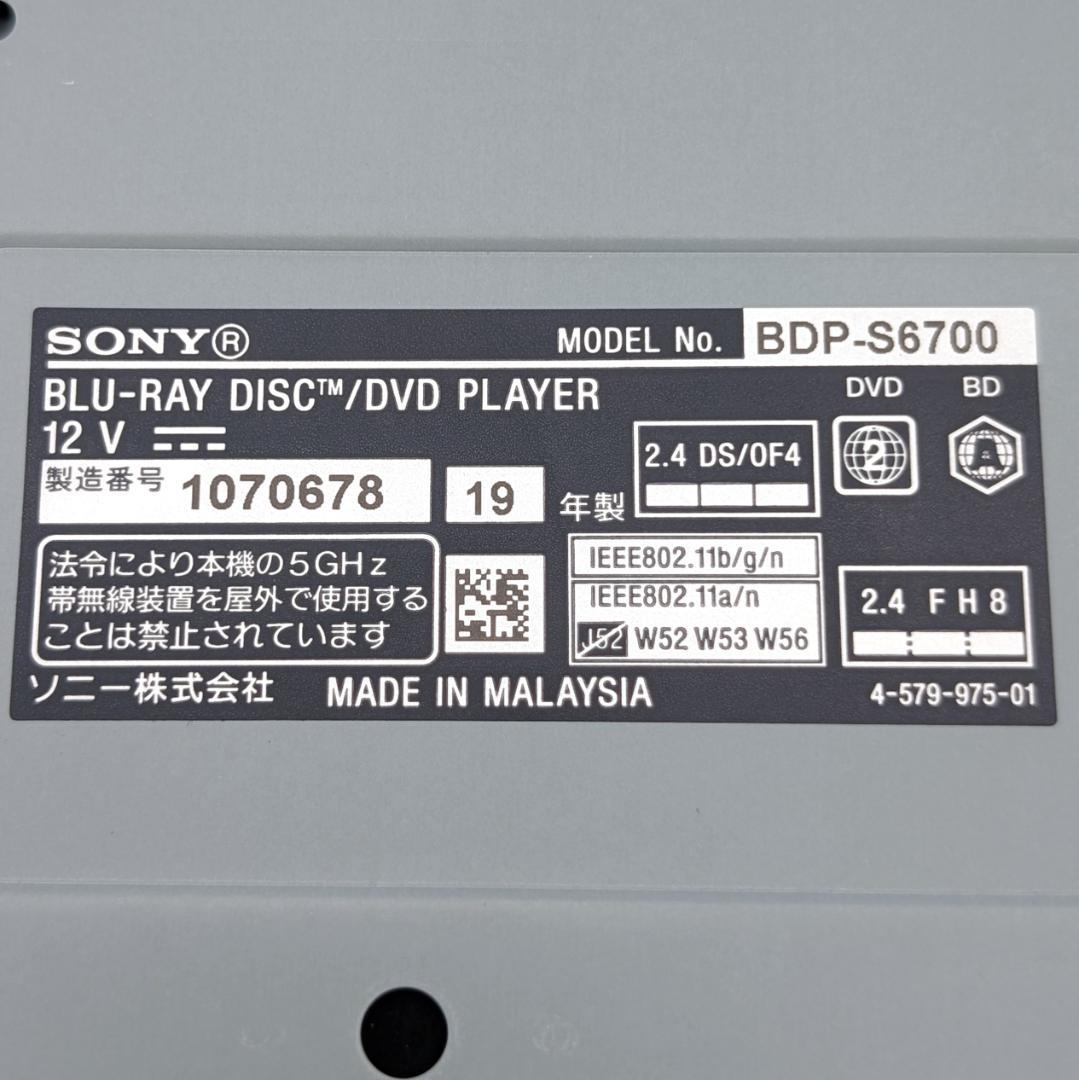 SONY®
MODEL No. BDP-S6700
BLU-RAY DISC™/DVD PLAYER
DVD BD
12 V
2.4 DS/OF4
2 A
製造番号 1070678 19 年製
法令により本機の5GHz
帯無線装置を屋外で使用する
ことは禁止されています
IEEE802.11b/g/n
IEEE802.11a/n
J52 W52 W53 W56
2.4 FH8
ソニー株式会社 MADE IN MALAYSIA 4-579-975-01